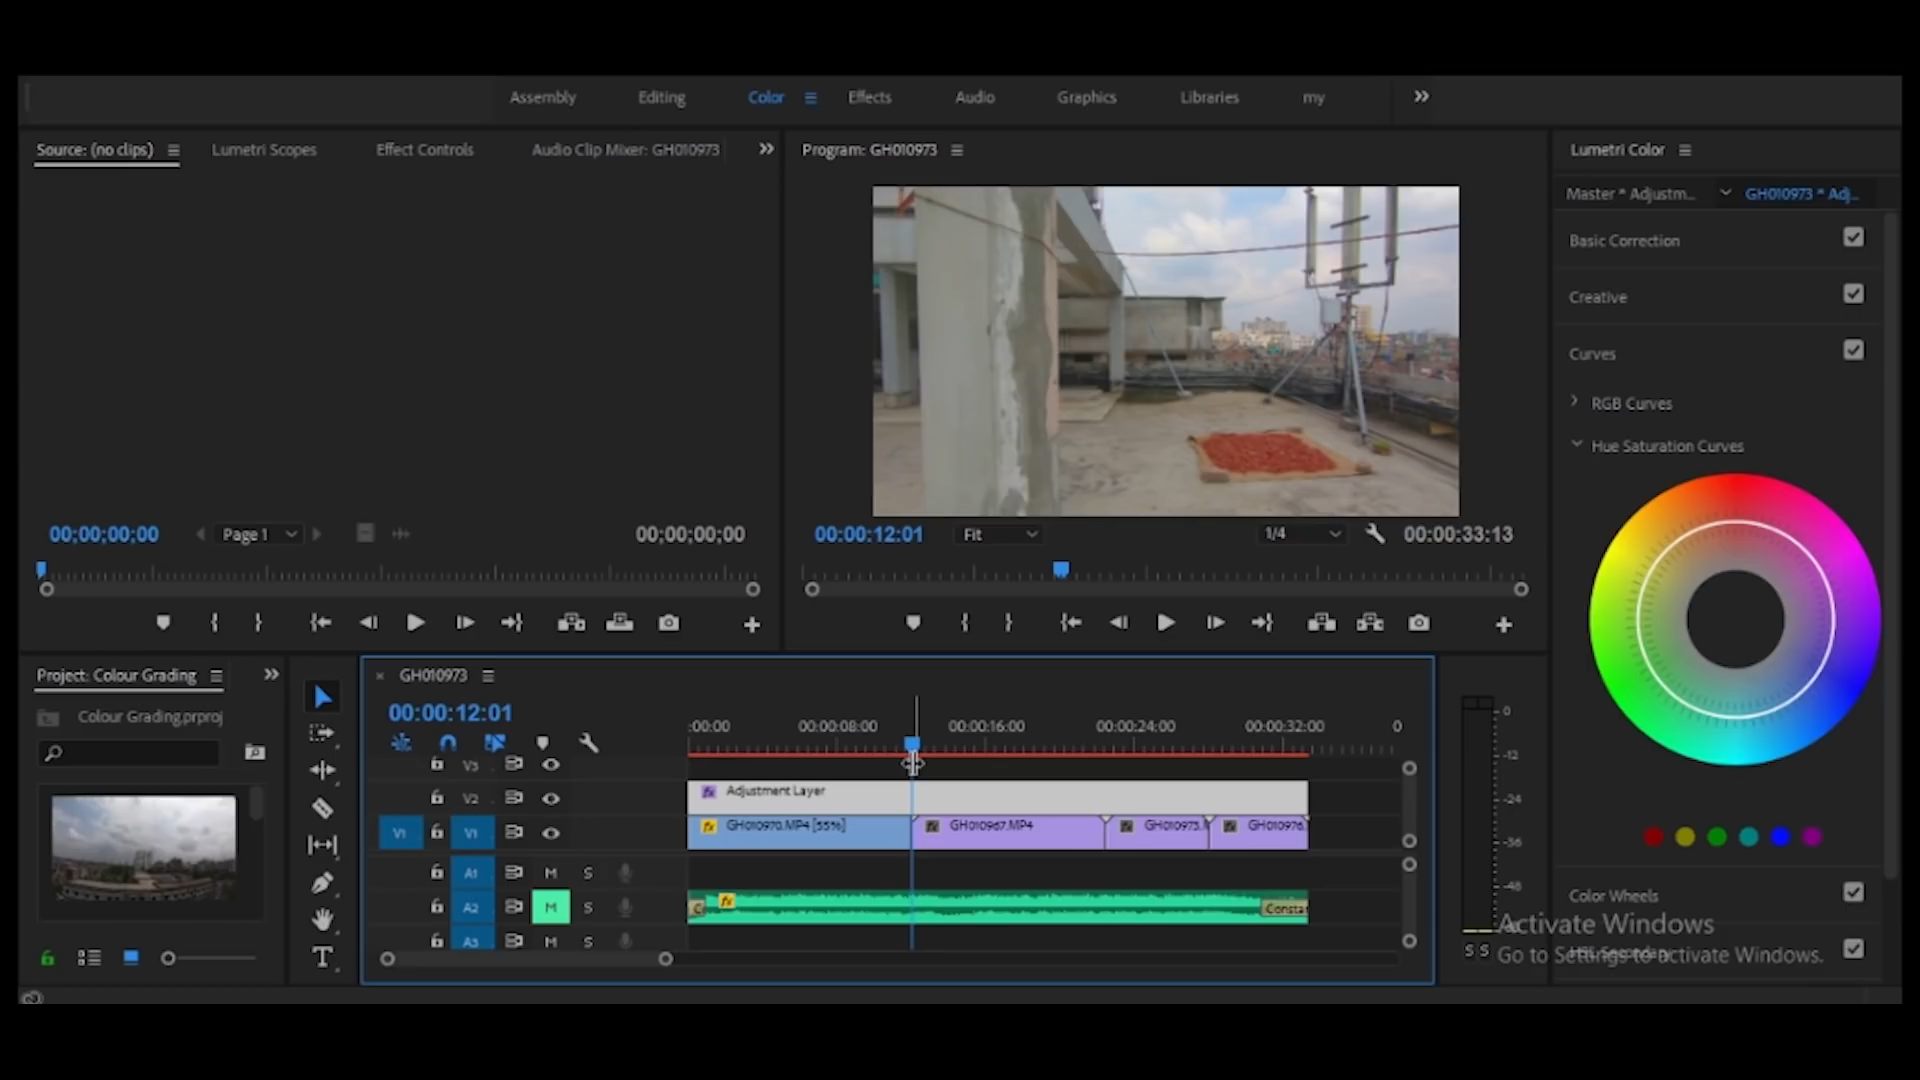 Assembly Editing Color Effects Audio Graphics Libraries my
Source: (no clips) Lumetri Scopes Effect Controls Audio Clip Mixer: GH010973
Program: GH010973
Lumetri Color
Master * Adjustm... GH010973 * Adj...
Basic Correction
Creative
Curves
RGB Curves
Hue Saturation Curves
00;00;00;00 Page 1 00;00;00;00
00:00:12:01 Fit 1/4 00:00:33:13
Project: Colour Grading
Colour Grading.prproj
GH010973
00:00:12:01
:00:00 00:00:08:00 00:00:16:00 00:00:24:00 00:00:32:00 0
V3
V2 Adjustment Layer
V1 V1 GH010970.MP4 [55%] GH010967.MP4 GH010973.M GH010976.
A1 M S
A2 M S Constar
A3 M S
T
0
-12
-24
-36
-48
S S
Color Wheels
Activate Windows
Go to Settings to activate Windows.